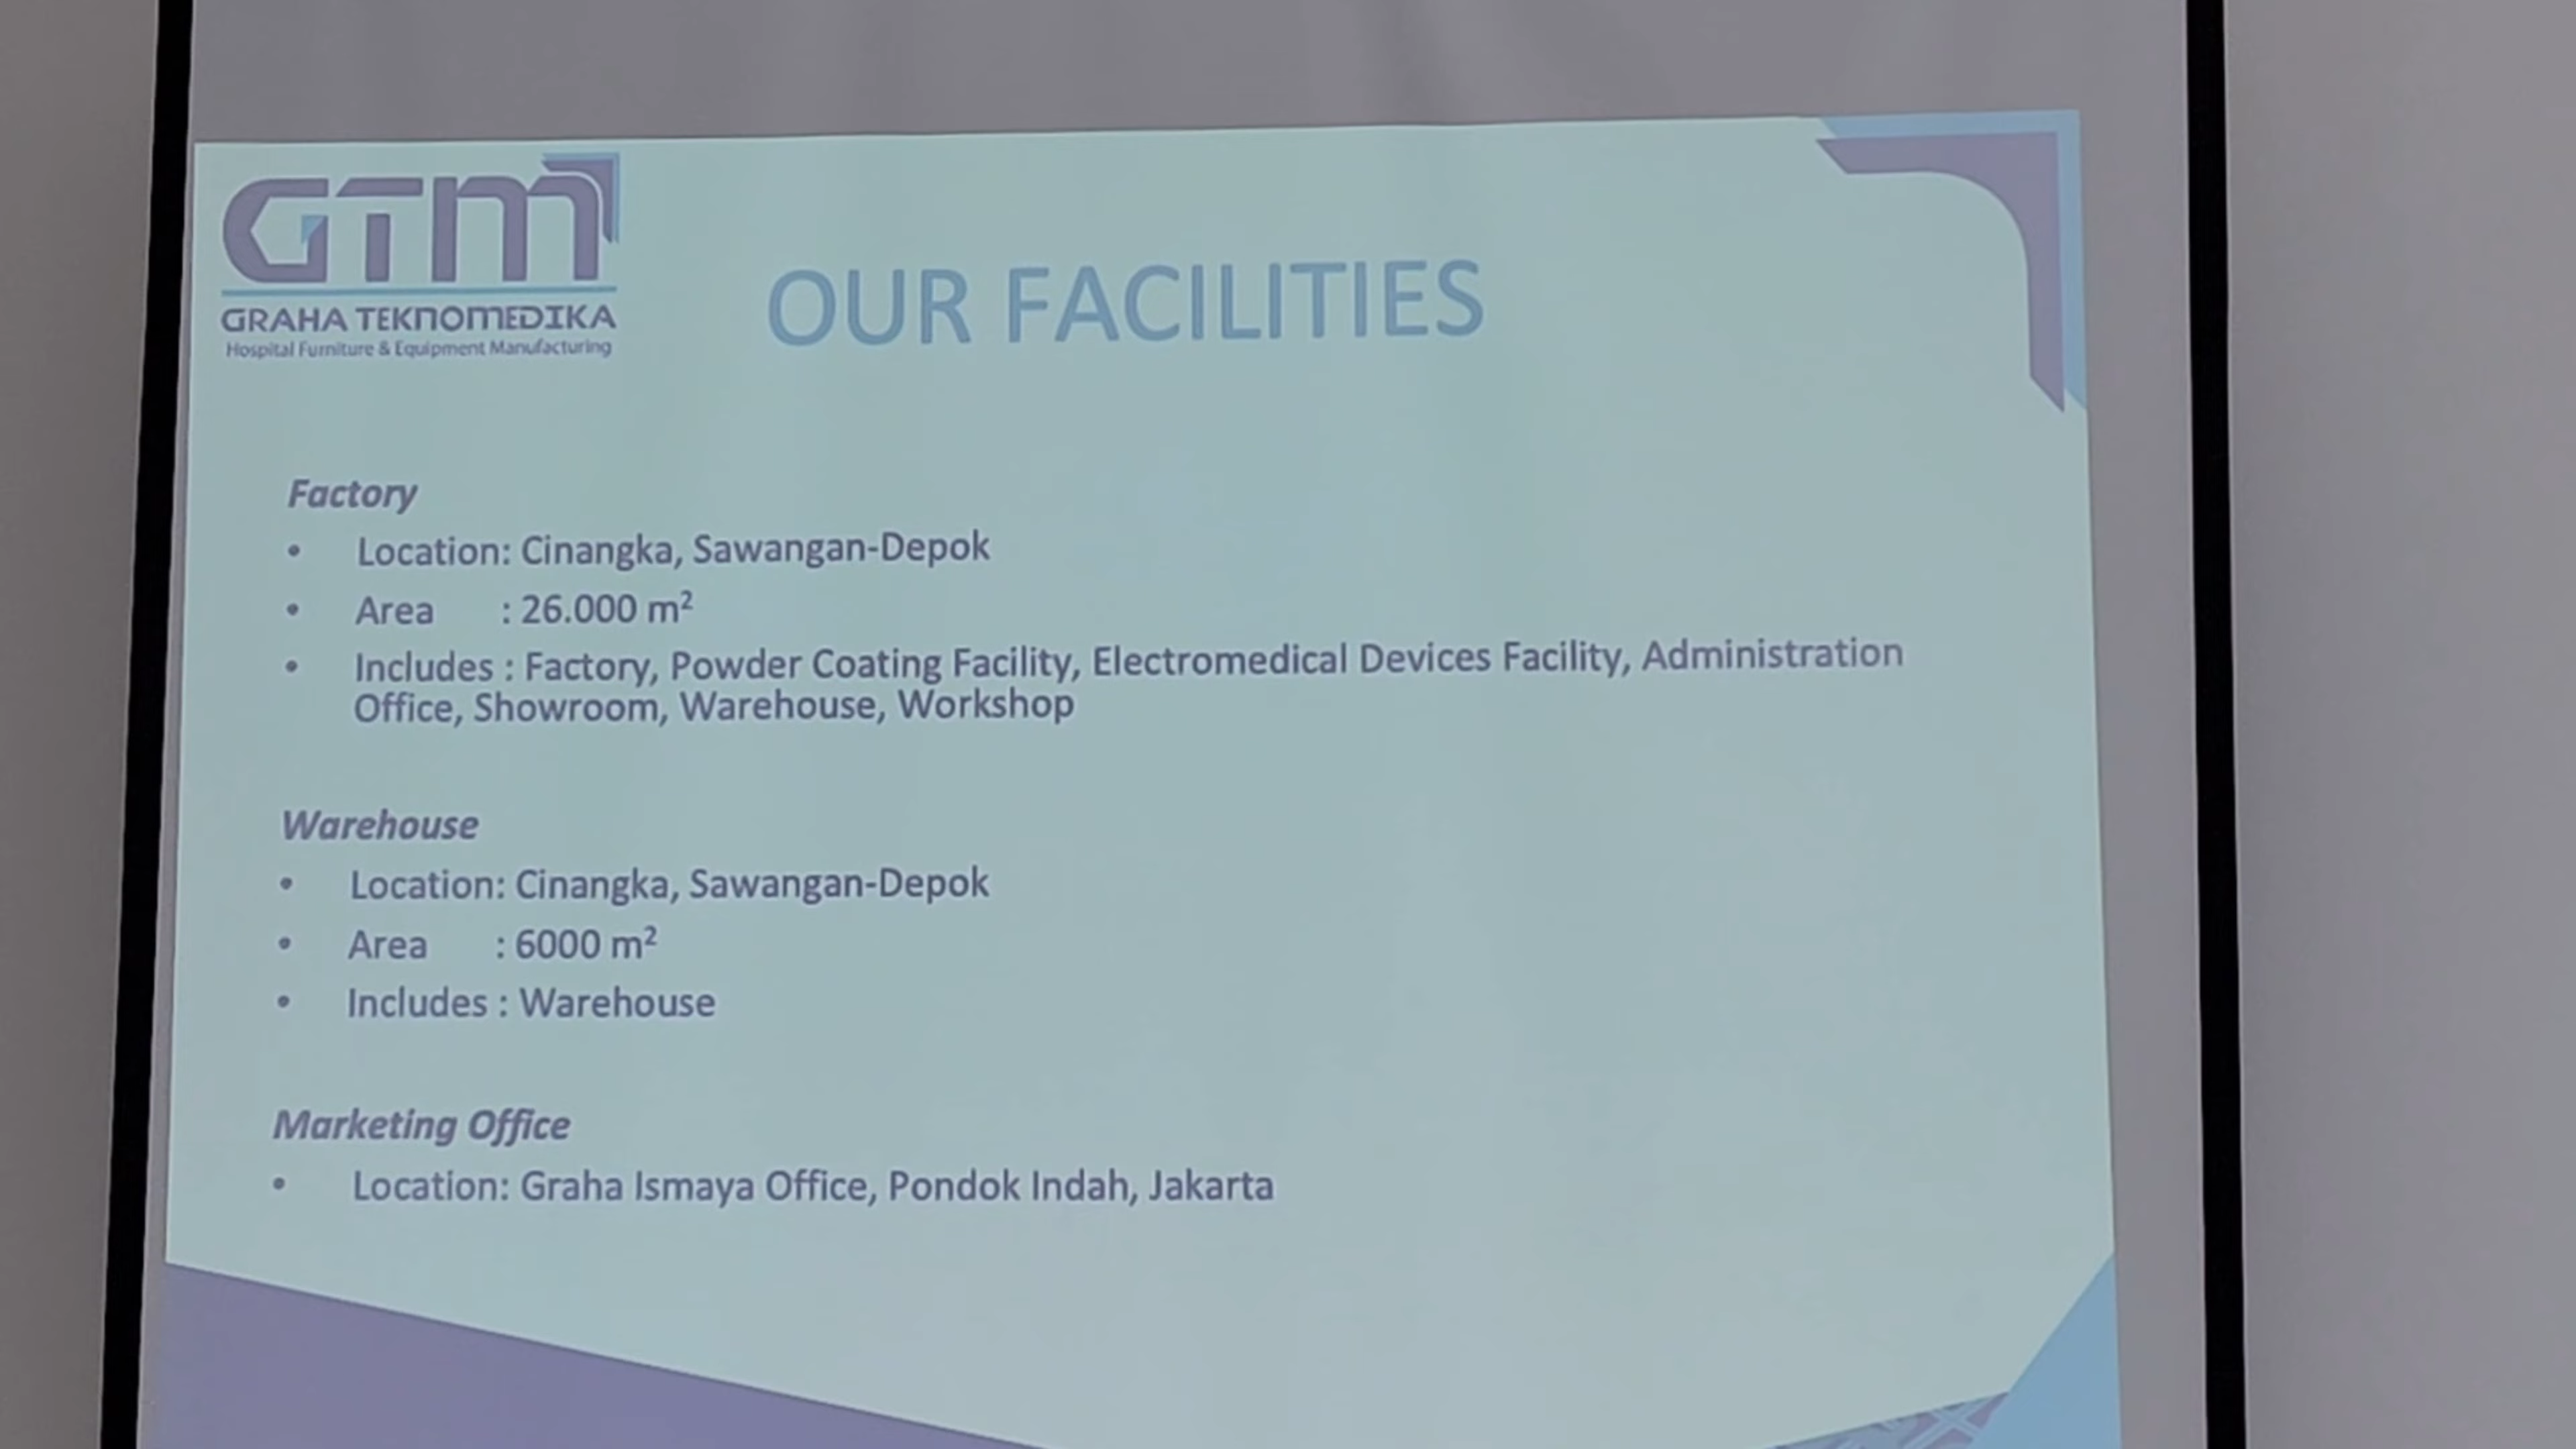 GTM
GRAHA TEKNOMEDIKA
Hospital Furniture & Equipment Manufacturing
OUR FACILITIES
Factory
• Location: Cinangka, Sawangan-Depok
• Area : 26.000 m²
• Includes : Factory, Powder Coating Facility, Electromedical Devices Facility, Administration
Office, Showroom, Warehouse, Workshop
Warehouse
• Location: Cinangka, Sawangan-Depok
• Area : 6000 m²
• Includes : Warehouse
Marketing Office
• Location: Graha Ismaya Office, Pondok Indah, Jakarta